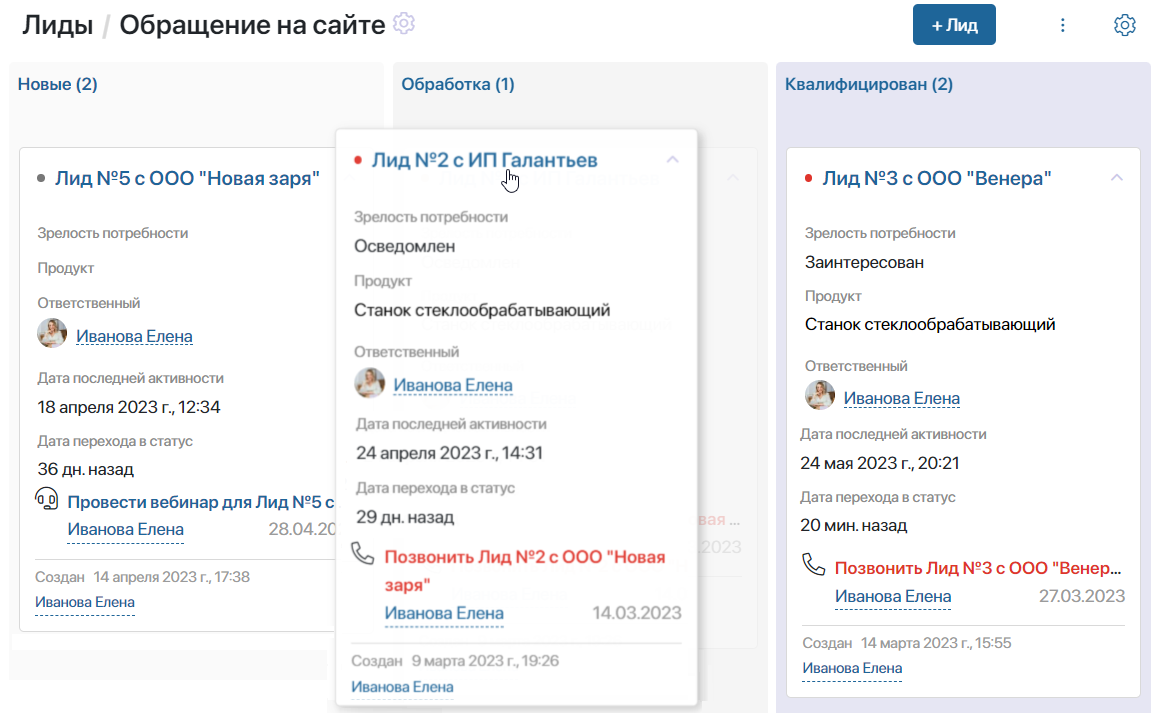 Лиды / Обращение на сайте
+ Лид
Новые (2)
Лид №5 с ООО "Новая заря"
Зрелость потребности
Продукт
Ответственный
Иванова Елена
Дата последней активности
18 апреля 2023 г., 12:34
Дата перехода в статус
36 дн. назад
Провести вебинар для Лид №5 с
Иванова Елена
28.04.20
Создан 14 апреля 2023 г., 17:38
Иванова Елена
Обработка (1)
Лид №2 с ИП Галантьев
Зрелость потребности
Осведомлен
Продукт
Станок стеклообрабатывающий
Ответственный
Иванова Елена
Дата последней активности
24 апреля 2023 г., 14:31
Дата перехода в статус
29 дн. назад
Позвонить Лид №2 с ООО "Новая
заря"
Иванова Елена 14.03.2023
Создан 9 марта 2023 г., 19:26
Иванова Елена
вая ...
.2023
Квалифицирован (2)
Лид №3 с ООО "Венера"
Зрелость потребности
Заинтересован
Продукт
Станок стеклообрабатывающий
Ответственный
Иванова Елена
Дата последней активности
24 мая 2023 г., 20:21
Дата перехода в статус
20 мин. назад
Позвонить Лид №3 с ООО "Венер...
Иванова Елена 27.03.2023
Создан 14 марта 2023 г., 15:55
Иванова Елена